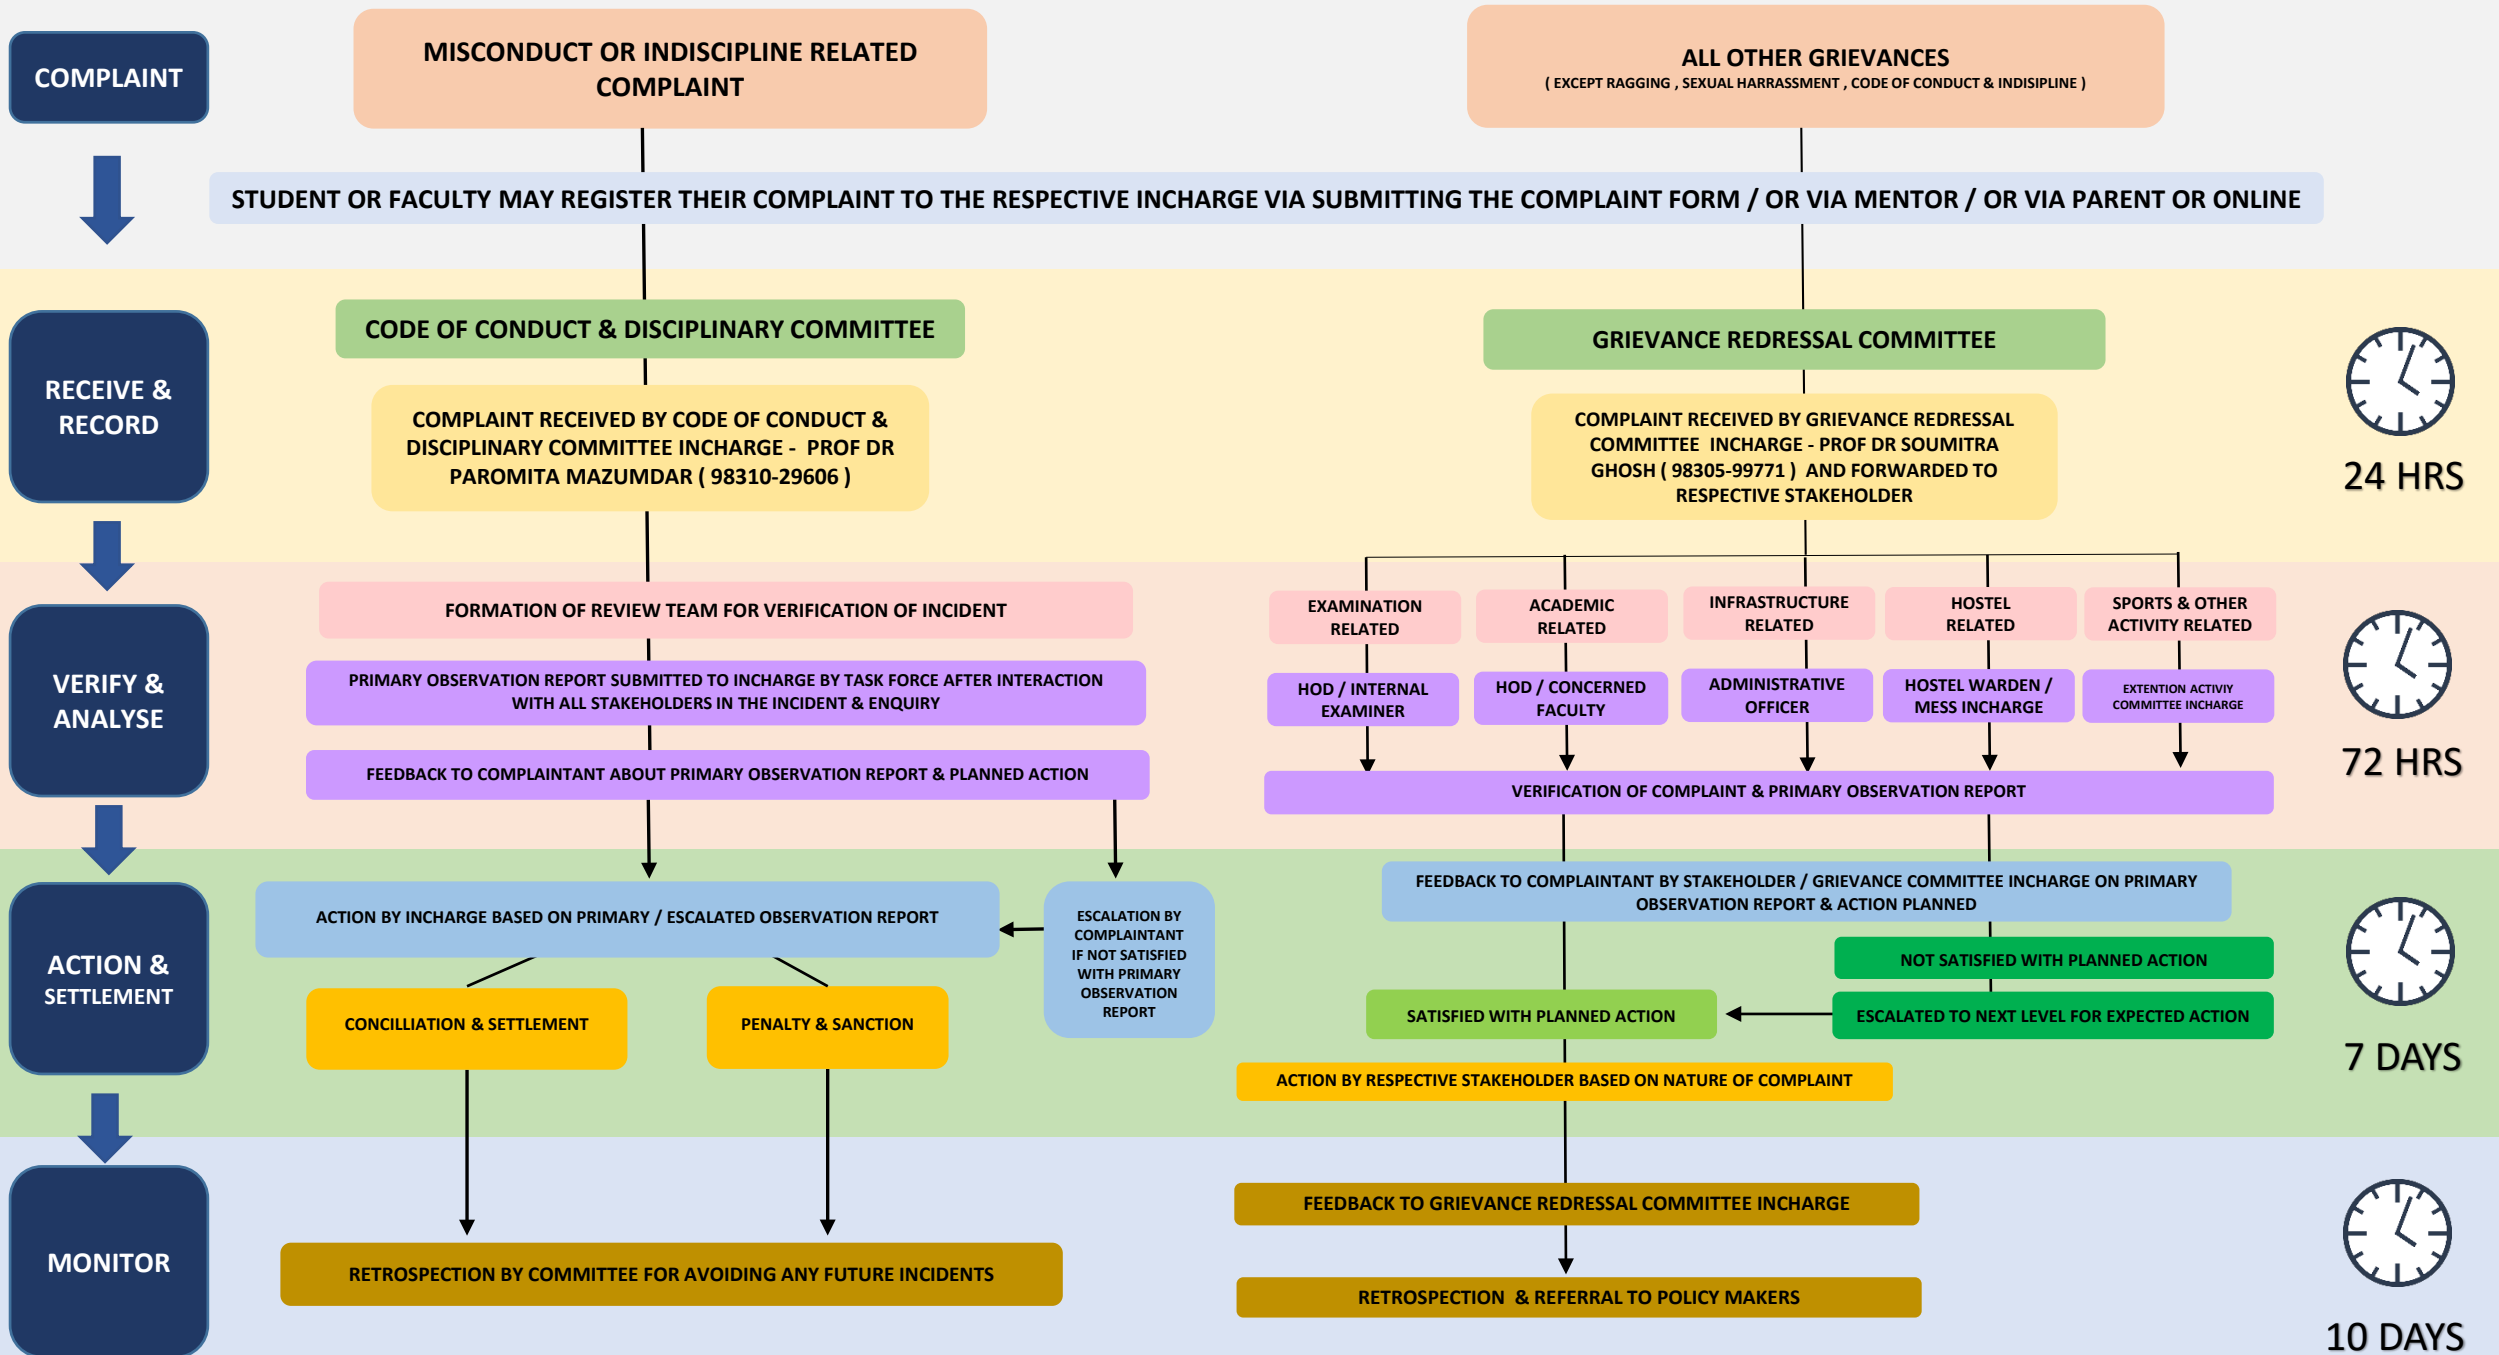 COMPLAINT
MISCONDUCT OR INDISCIPLINE RELATED
COMPLAINT
ALL OTHER GRIEVANCES
( EXCEPT RAGGING , SEXUAL HARRASSMENT , CODE OF CONDUCT & INDISIPLINE )
STUDENT OR FACULTY MAY REGISTER THEIR COMPLAINT TO THE RESPECTIVE INCHARGE VIA SUBMITTING THE COMPLAINT FORM / OR VIA MENTOR / OR VIA PARENT OR ONLINE
RECEIVE &
RECORD
CODE OF CONDUCT & DISCIPLINARY COMMITTEE
COMPLAINT RECEIVED BY CODE OF CONDUCT &
DISCIPLINARY COMMITTEE INCHARGE - PROF DR
PAROMITA MAZUMDAR ( 98310-29606 )
GRIEVANCE REDRESSAL COMMITTEE
COMPLAINT RECEIVED BY GRIEVANCE REDRESSAL
COMMITTEE INCHARGE - PROF DR SOUMITRA
GHOSH ( 98305-99771 ) AND FORWARDED TO
RESPECTIVE STAKEHOLDER
24 HRS
VERIFY &
ANALYSE
FORMATION OF REVIEW TEAM FOR VERIFICATION OF INCIDENT
PRIMARY OBSERVATION REPORT SUBMITTED TO INCHARGE BY TASK FORCE AFTER INTERACTION
WITH ALL STAKEHOLDERS IN THE INCIDENT & ENQUIRY
FEEDBACK TO COMPLAINTANT ABOUT PRIMARY OBSERVATION REPORT & PLANNED ACTION
EXAMINATION
RELATED
ACADEMIC
RELATED
INFRASTRUCTURE
RELATED
HOSTEL
RELATED
SPORTS & OTHER
ACTIVITY RELATED
HOD / INTERNAL
EXAMINER
HOD / CONCERNED
FACULTY
ADMINISTRATIVE
OFFICER
HOSTEL WARDEN /
MESS INCHARGE
EXTENTION ACTIVIY
COMMITTEE INCHARGE
VERIFICATION OF COMPLAINT & PRIMARY OBSERVATION REPORT
72 HRS
ACTION &
SETTLEMENT
ACTION BY INCHARGE BASED ON PRIMARY / ESCALATED OBSERVATION REPORT
ESCALATION BY
COMPLAINTANT
IF NOT SATISFIED
WITH PRIMARY
OBSERVATION
REPORT
CONCILLIATION & SETTLEMENT
PENALTY & SANCTION
FEEDBACK TO COMPLAINTANT BY STAKEHOLDER / GRIEVANCE COMMITTEE INCHARGE ON PRIMARY
OBSERVATION REPORT & ACTION PLANNED
NOT SATISFIED WITH PLANNED ACTION
SATISFIED WITH PLANNED ACTION
ESCALATED TO NEXT LEVEL FOR EXPECTED ACTION
ACTION BY RESPECTIVE STAKEHOLDER BASED ON NATURE OF COMPLAINT
7 DAYS
MONITOR
RETROSPECTION BY COMMITTEE FOR AVOIDING ANY FUTURE INCIDENTS
FEEDBACK TO GRIEVANCE REDRESSAL COMMITTEE INCHARGE
RETROSPECTION & REFERRAL TO POLICY MAKERS
10 DAYS